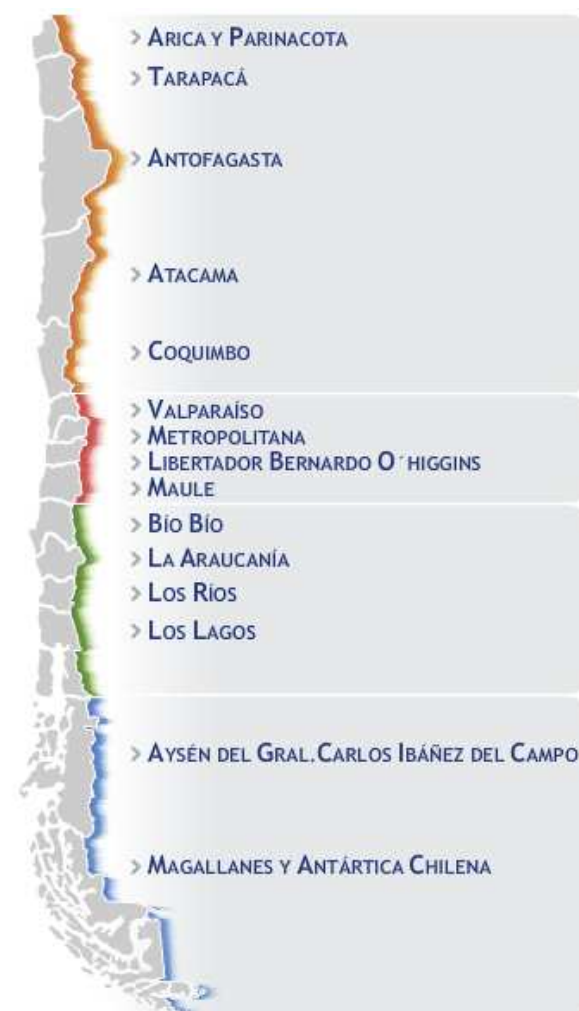 > Arica y Parinacota
> Tarapacá
> Antofagasta
> Atacama
> Coquimbo
> Valparaíso
> Metropolitana
> Libertador Bernardo O´higgins
> Maule
> Bío Bío
> La Araucanía
> Los Ríos
> Los Lagos
> Aysén del Gral.Carlos Ibáñez del Campo
> Magallanes y Antártica Chilena